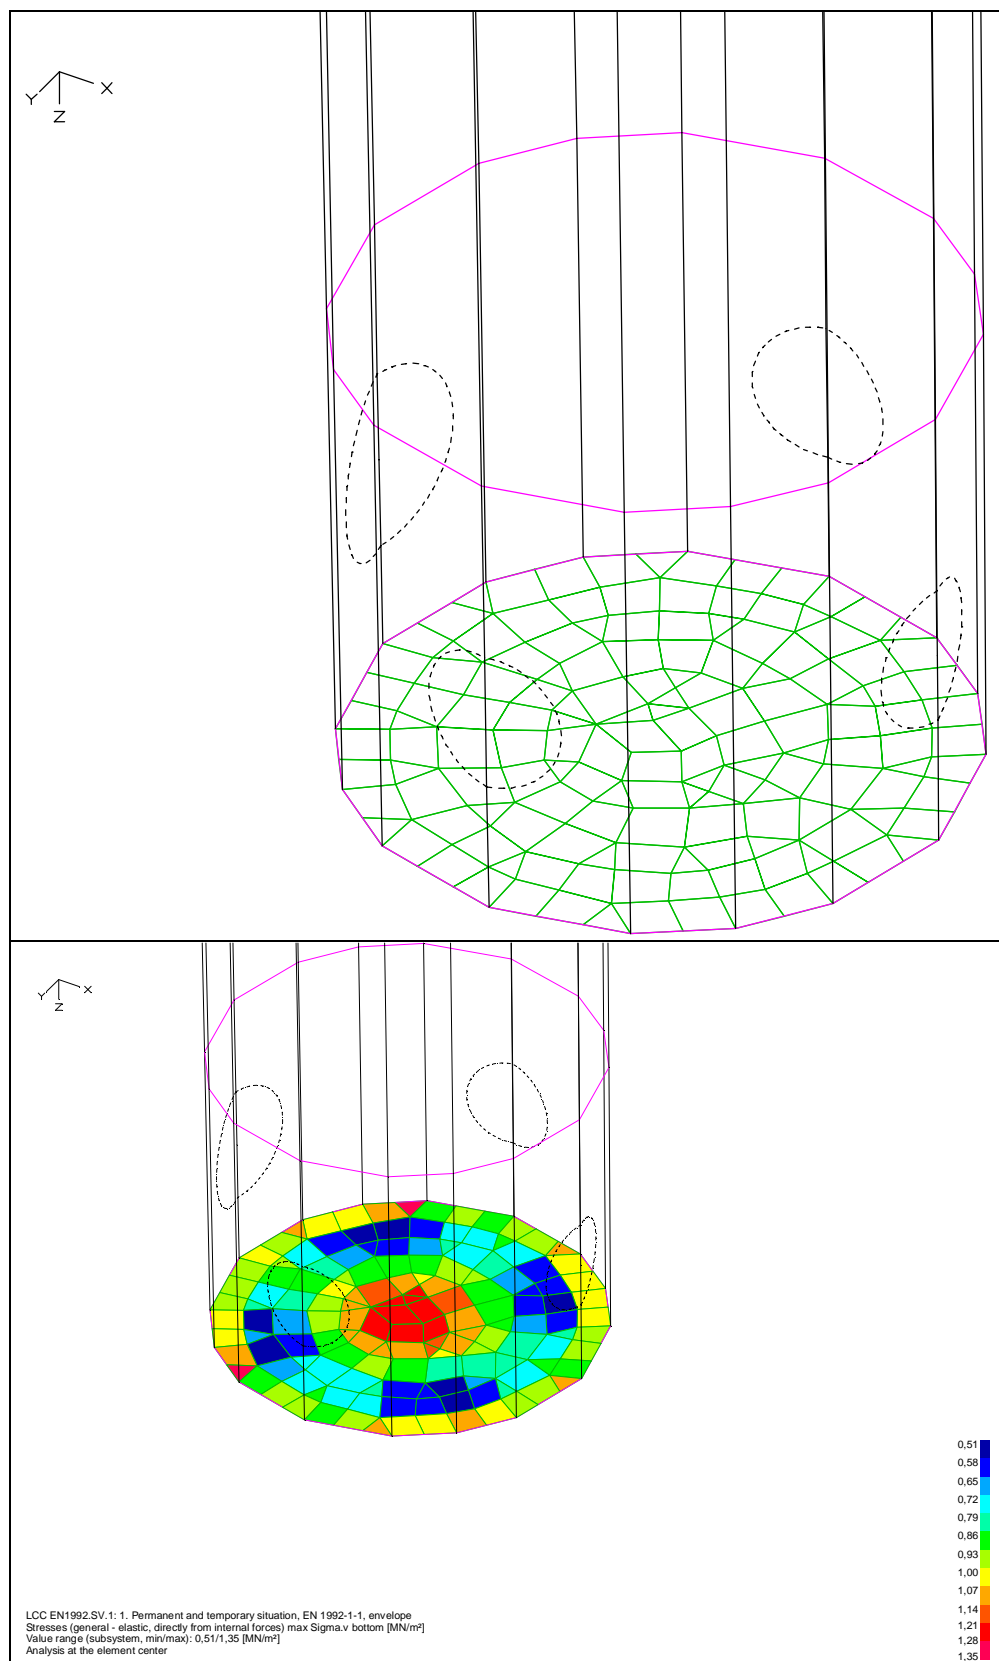 Y
X
Z
Y
X
Z
0,51
0,58
0,65
0,72
0,79
0,86
0,93
1,00
1,07
1,14
1,21
1,28
1,35
LCC EN1992.SV.1: 1. Permanent and temporary situation, EN 1992-1-1, envelope
Stresses (general - elastic, directly from internal forces) max Sigma.v bottom [MN/m²]
Value range (subsystem, min/max): 0,51/1,35 [MN/m²]
Analysis at the element center